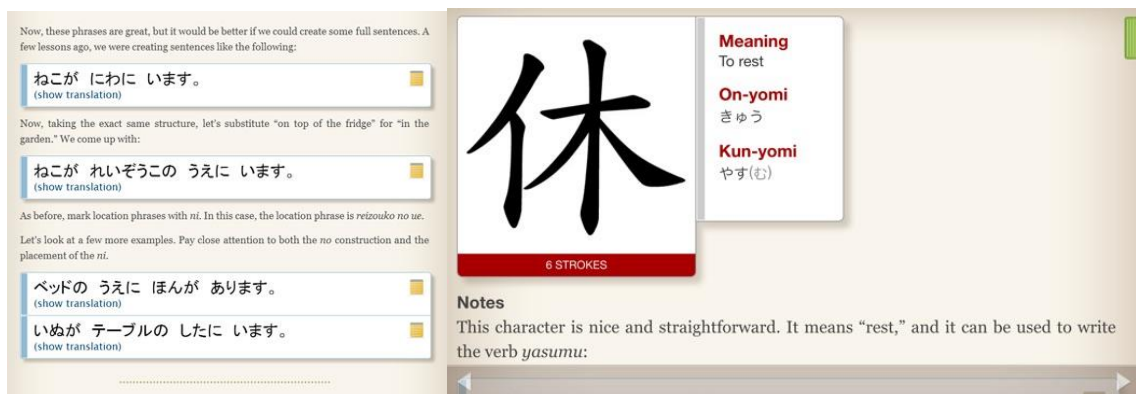 Now, these phrases are great, but it would be better if we could create some full sentences. A
few lessons ago, we were creating sentences like the following:
ねこが にわに います。
(show translation)
Now, taking the exact same structure, let's substitute "on top of the fridge" for "in the
garden." We come up with:
ねこが れいぞうこの うえに います。
(show translation)
As before, mark location phrases with ni. In this case, the location phrase is reizouko no ue.
Let's look at a few more examples. Pay close attention to both the no construction and the
placement of the ni.
ベッドの うえに ほんが あります。
(show translation)
いぬが テーブルの したに います。
(show translation)
休
6 STROKES
Meaning
To rest
On-yomi
きゅう
Kun-yomi
やす(む)
Notes
This character is nice and straightforward. It means “rest,” and it can be used to write
the verb yasumu: